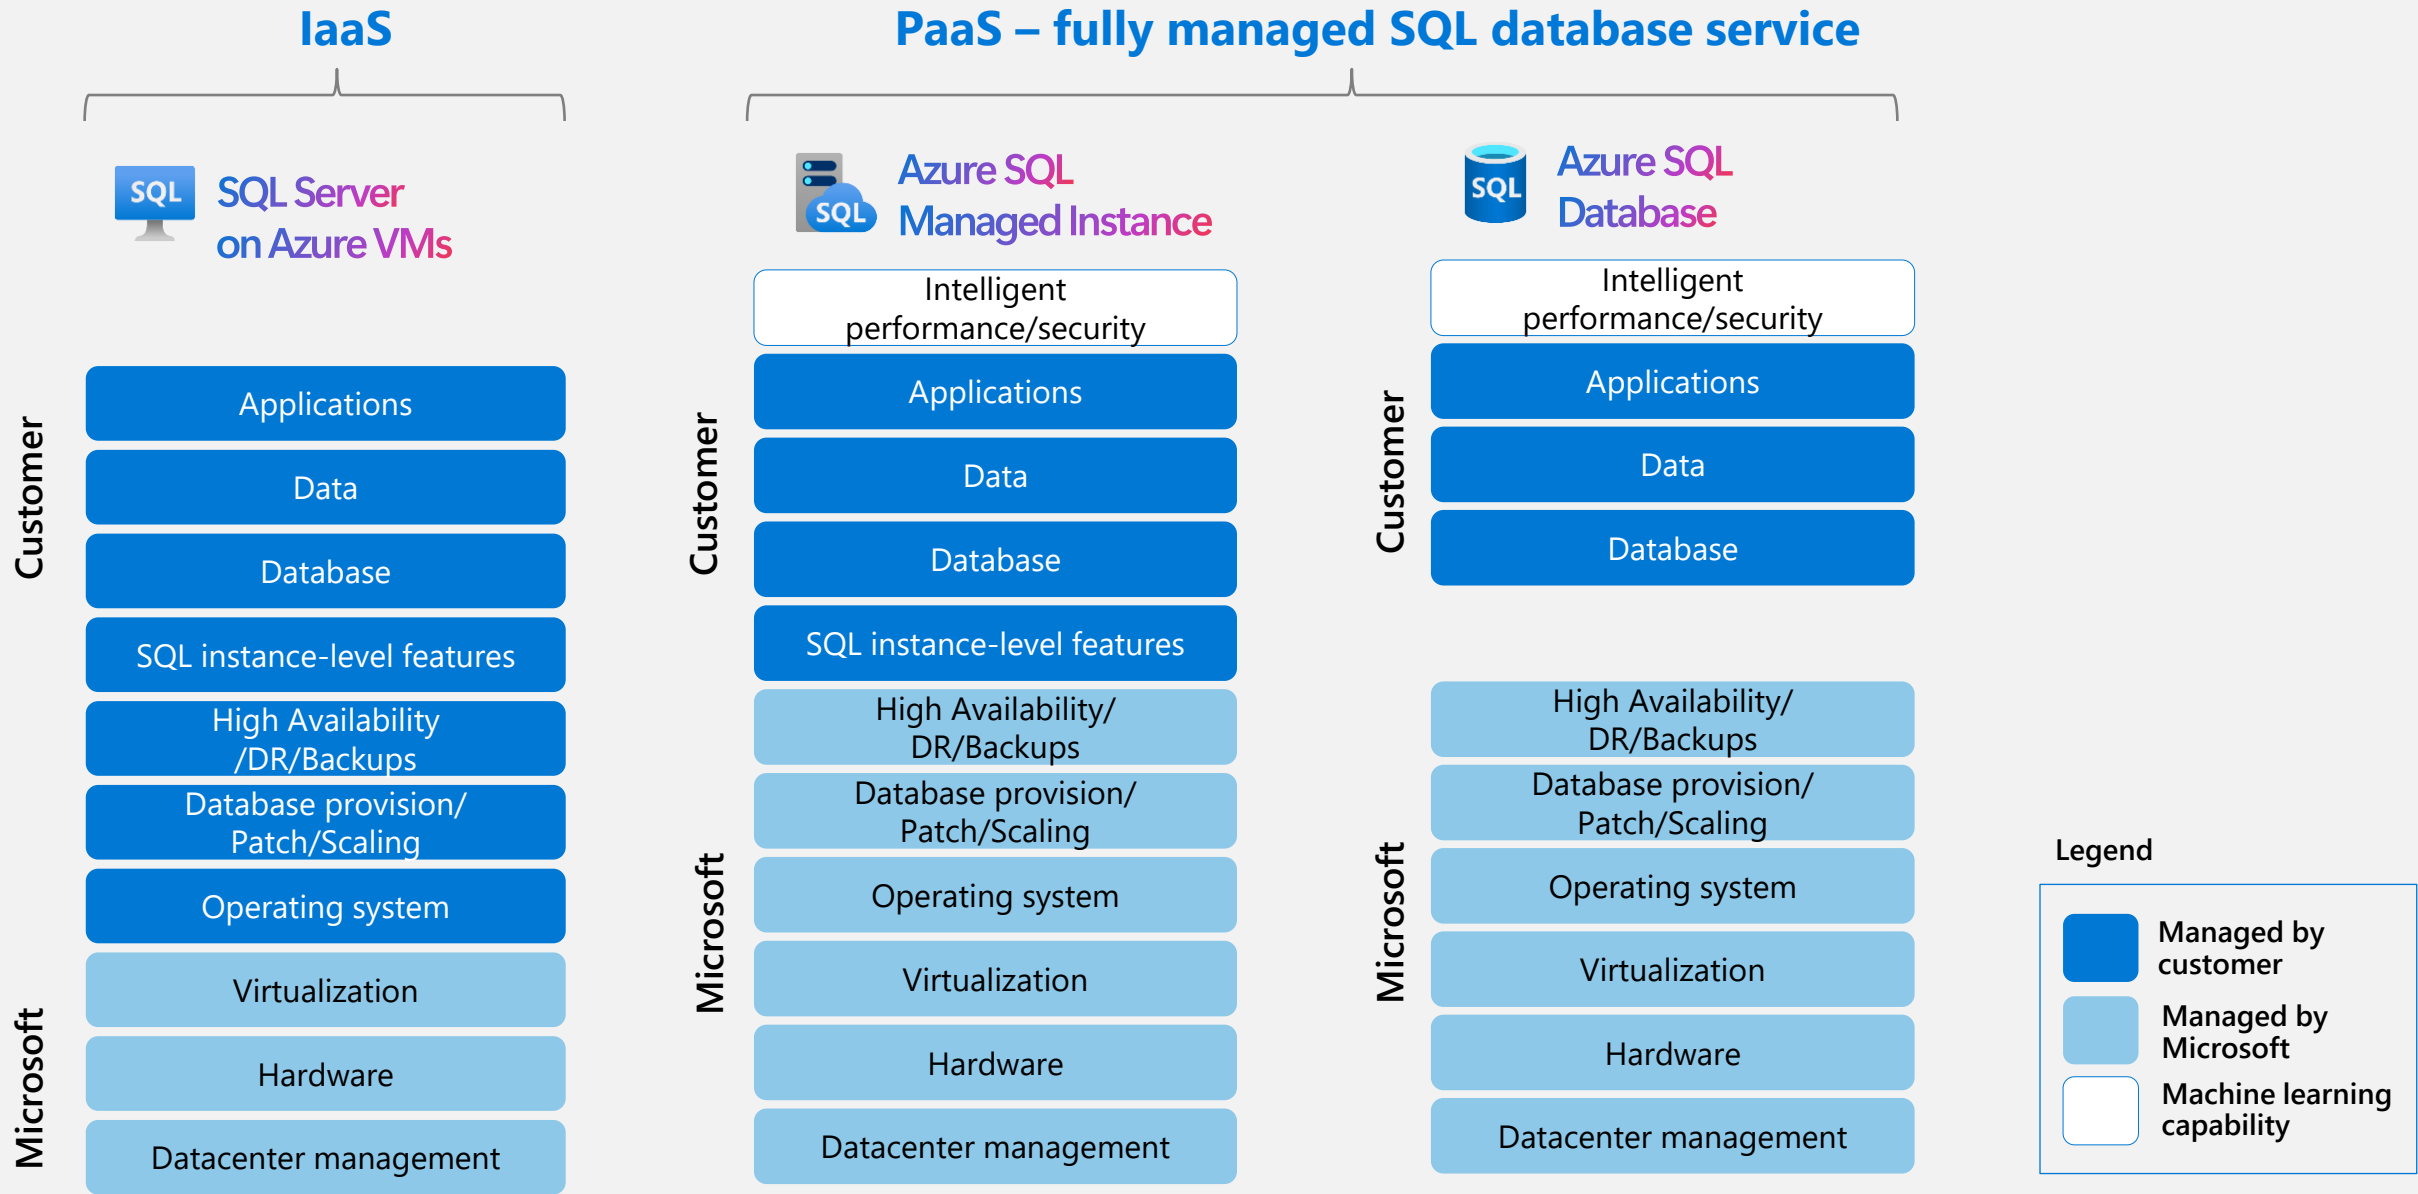 IaaS
PaaS – fully managed SQL database service
SQL
SQL Server
on Azure VMs
Customer
Applications
Data
Database
SQL instance-level features
High Availability
/DR/Backups
Database provision/
Patch/Scaling
Operating system
Microsoft
Virtualization
Hardware
Datacenter management
SQL
Azure SQL
Managed Instance
Intelligent
performance/security
Customer
Applications
Data
Database
SQL instance-level features
Microsoft
High Availability/
DR/Backups
Database provision/
Patch/Scaling
Operating system
Virtualization
Hardware
Datacenter management
SQL
Azure SQL
Database
Intelligent
performance/security
Customer
Applications
Data
Database
Microsoft
High Availability/
DR/Backups
Database provision/
Patch/Scaling
Operating system
Virtualization
Hardware
Datacenter management
Legend
Managed by
customer
Managed by
Microsoft
Machine learning
capability